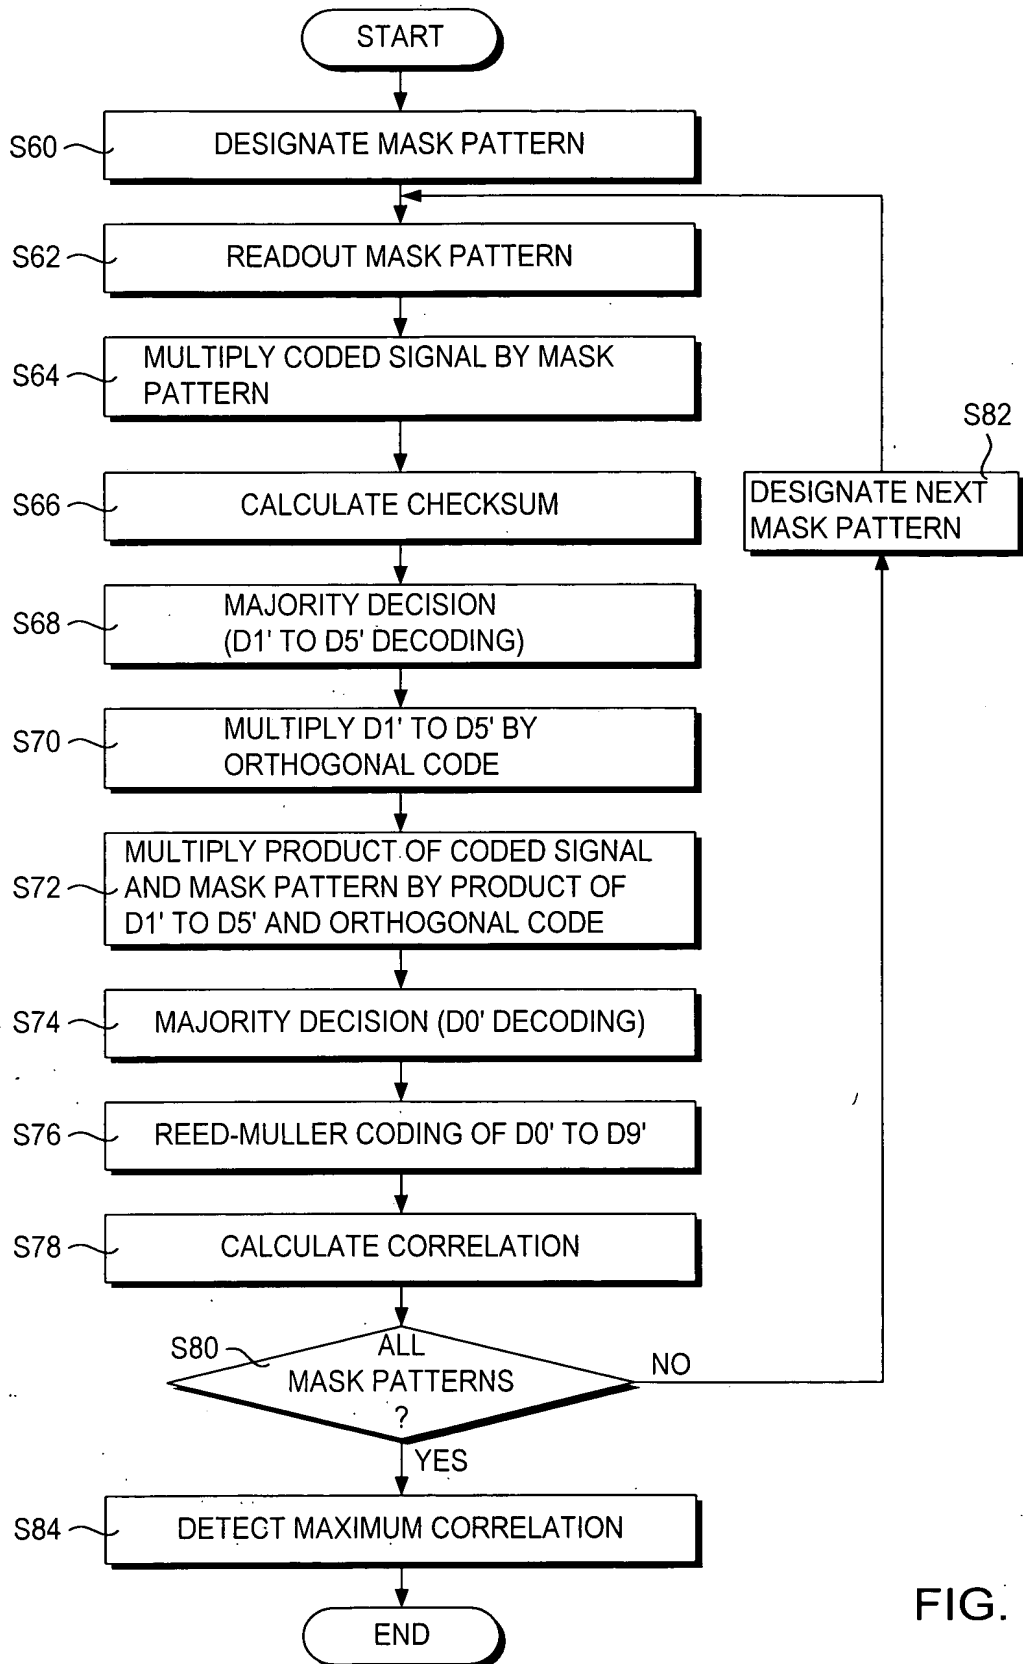 START
S60
DESIGNATE MASK PATTERN
S62
READOUT MASK PATTERN
S64
MULTIPLY CODED SIGNAL BY MASK
PATTERN
S82
DESIGNATE NEXT
MASK PATTERN
S66
CALCULATE CHECKSUM
S68
MAJORITY DECISION
(D1' TO D5' DECODING)
S70
MULTIPLY D1' TO D5' BY
ORTHOGONAL CODE
S72
MULTIPLY PRODUCT OF CODED SIGNAL
AND MASK PATTERN BY PRODUCT OF
D1' TO D5' AND ORTHOGONAL CODE
S74
MAJORITY DECISION (D0' DECODING)
S76
REED-MULLER CODING OF D0' TO D9'
S78
CALCULATE CORRELATION
S80
ALL
MASK PATTERNS
?
NO
YES
S84
DETECT MAXIMUM CORRELATION
END
FIG.